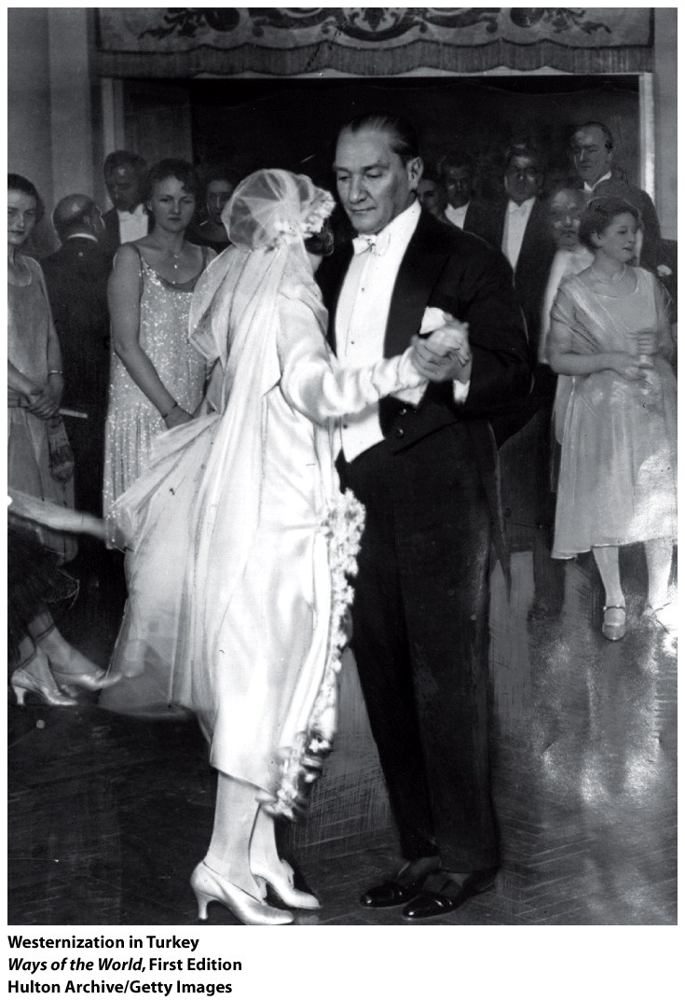 Westernization in Turkey
Ways of the World, First Edition
Hulton Archive/Getty Images